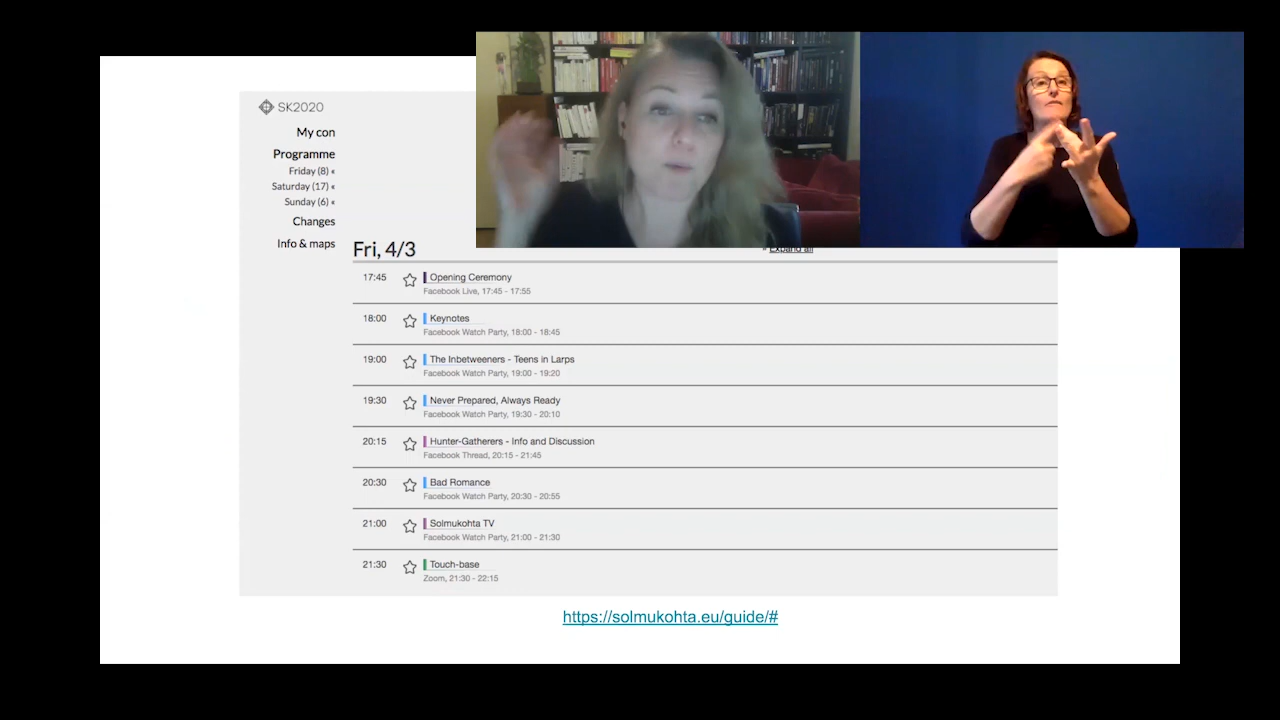 SK2020
My con
Programme
Friday (8) «
Saturday (17) «
Sunday (6) «
Changes
Info & maps
Expand all
Fri, 4/3
17:45 Opening Ceremony
Facebook Live, 17:45 - 17:55
18:00 Keynotes
Facebook Watch Party, 18:00 - 18:45
19:00 The Inbetweeners - Teens in Larps
Facebook Watch Party, 19:00 - 19:20
19:30 Never Prepared, Always Ready
Facebook Watch Party, 19:30 - 20:10
20:15 Hunter-Gatherers - Info and Discussion
Facebook Thread, 20:15 - 21:45
20:30 Bad Romance
Facebook Watch Party, 20:30 - 20:55
21:00 Solmukohta TV
Facebook Watch Party, 21:00 - 21:30
21:30 Touch-base
Zoom, 21:30 - 22:15
https://solmukohta.eu/guide/#